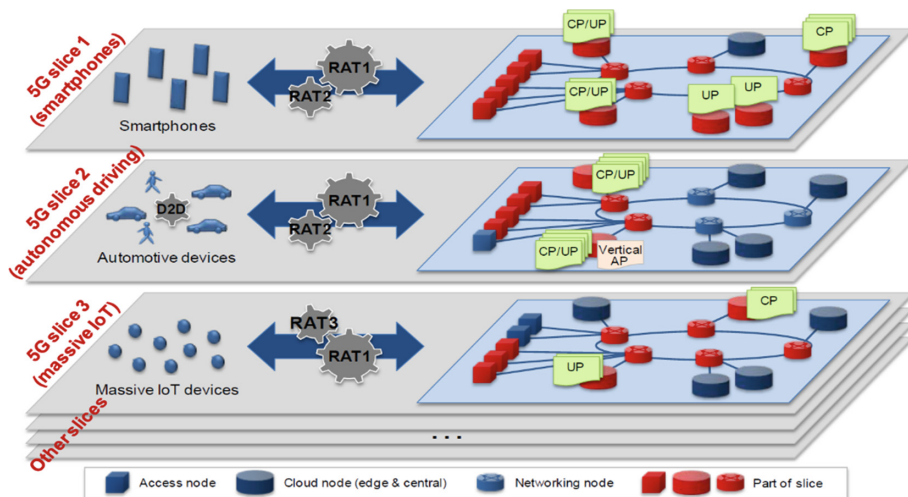 5G slice 1
(smartphones)
Smartphones
RAT1
RAT2
CP/UP
CP/UP
CP
UP
UP
5G slice 2
(autonomous driving)
D2D
Automotive devices
RAT1
RAT2
CP/UP
CP/UP
Vertical
AP
5G slice 3
(massive IoT)
Massive IoT devices
RAT3
RAT1
CP
UP
Other slices
...
Access node
Cloud node (edge & central)
Networking node
Part of slice